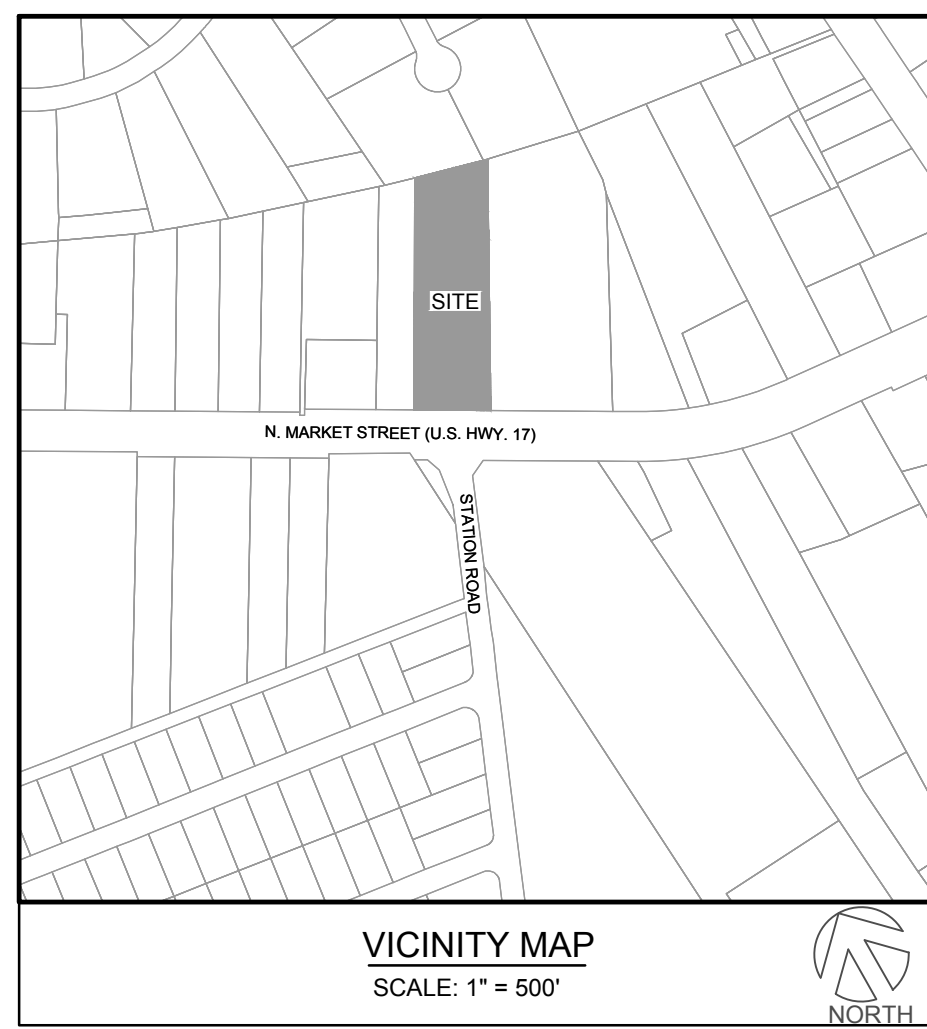 SITE
N. MARKET STREET (U.S. HWY. 17)
STATION ROAD
VICINITY MAP
SCALE: 1" = 500'
NORTH